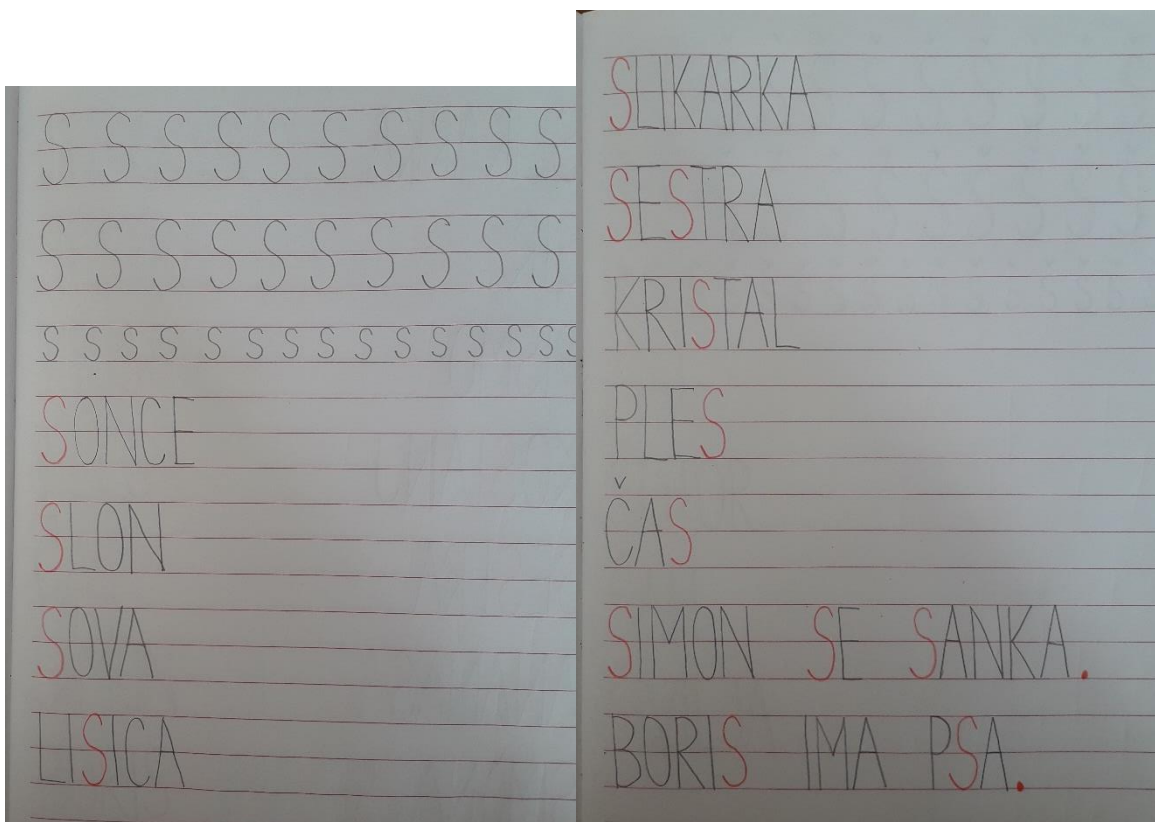 S S S S S S S S S S
S S S S S S S S S S
s s s s s s s s s s s s s s s
SONCE
SLON
SOVA
LISICA
SLIKARKA
SESTRA
KRISTAL
PLES
ČAS
SIMON SE SANKA.
BORIS IMA PSA.